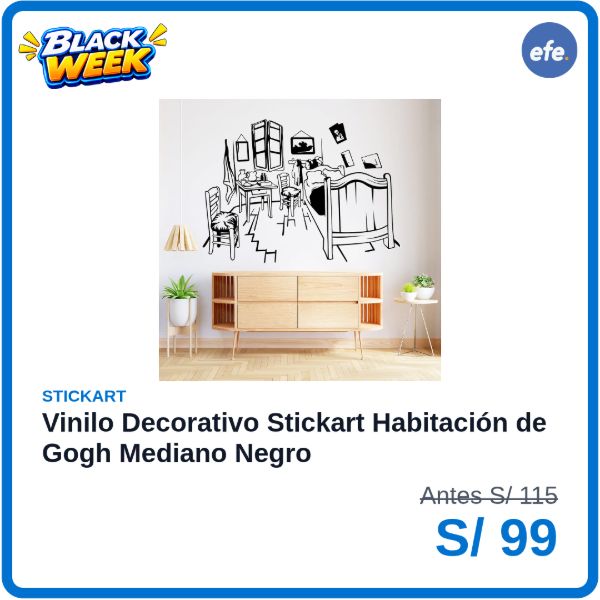 BLACK
WEEK
efe.
STICKART
Vinilo Decorativo Stickart Habitación de
Gogh Mediano Negro
Antes S/ 115
S/ 99